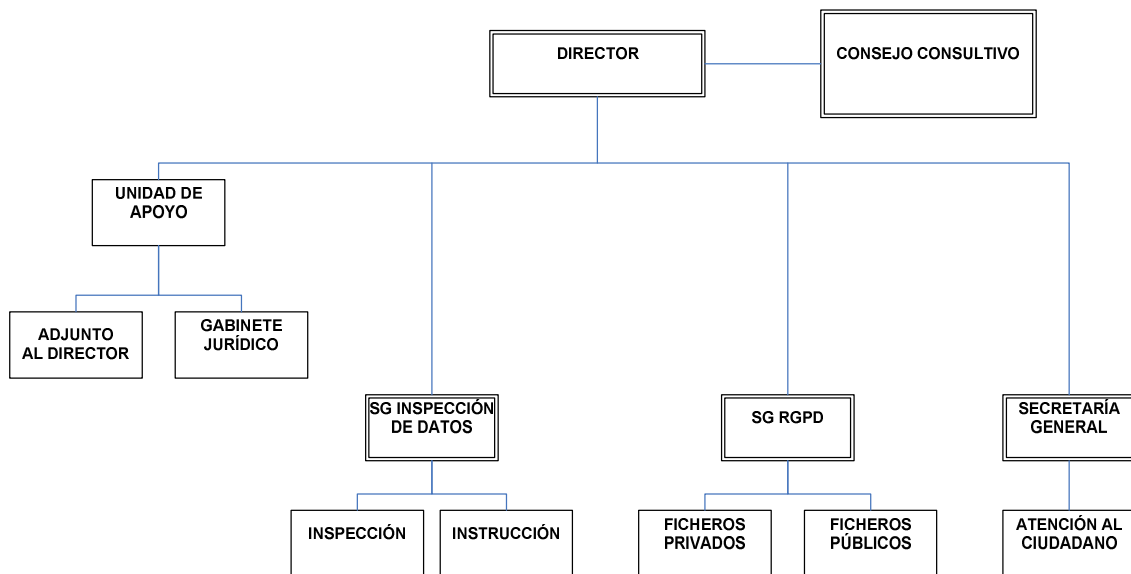 DIRECTOR
CONSEJO CONSULTIVO
UNIDAD DE
APOYO
ADJUNTO
AL DIRECTOR
GABINETE
JURÍDICO
SG INSPECCIÓN
DE DATOS
SG RGPD
SECRETARÍA
GENERAL
INSPECCIÓN
INSTRUCCIÓN
FICHEROS
PRIVADOS
FICHEROS
PÚBLICOS
ATENCIÓN AL
CIUDADANO